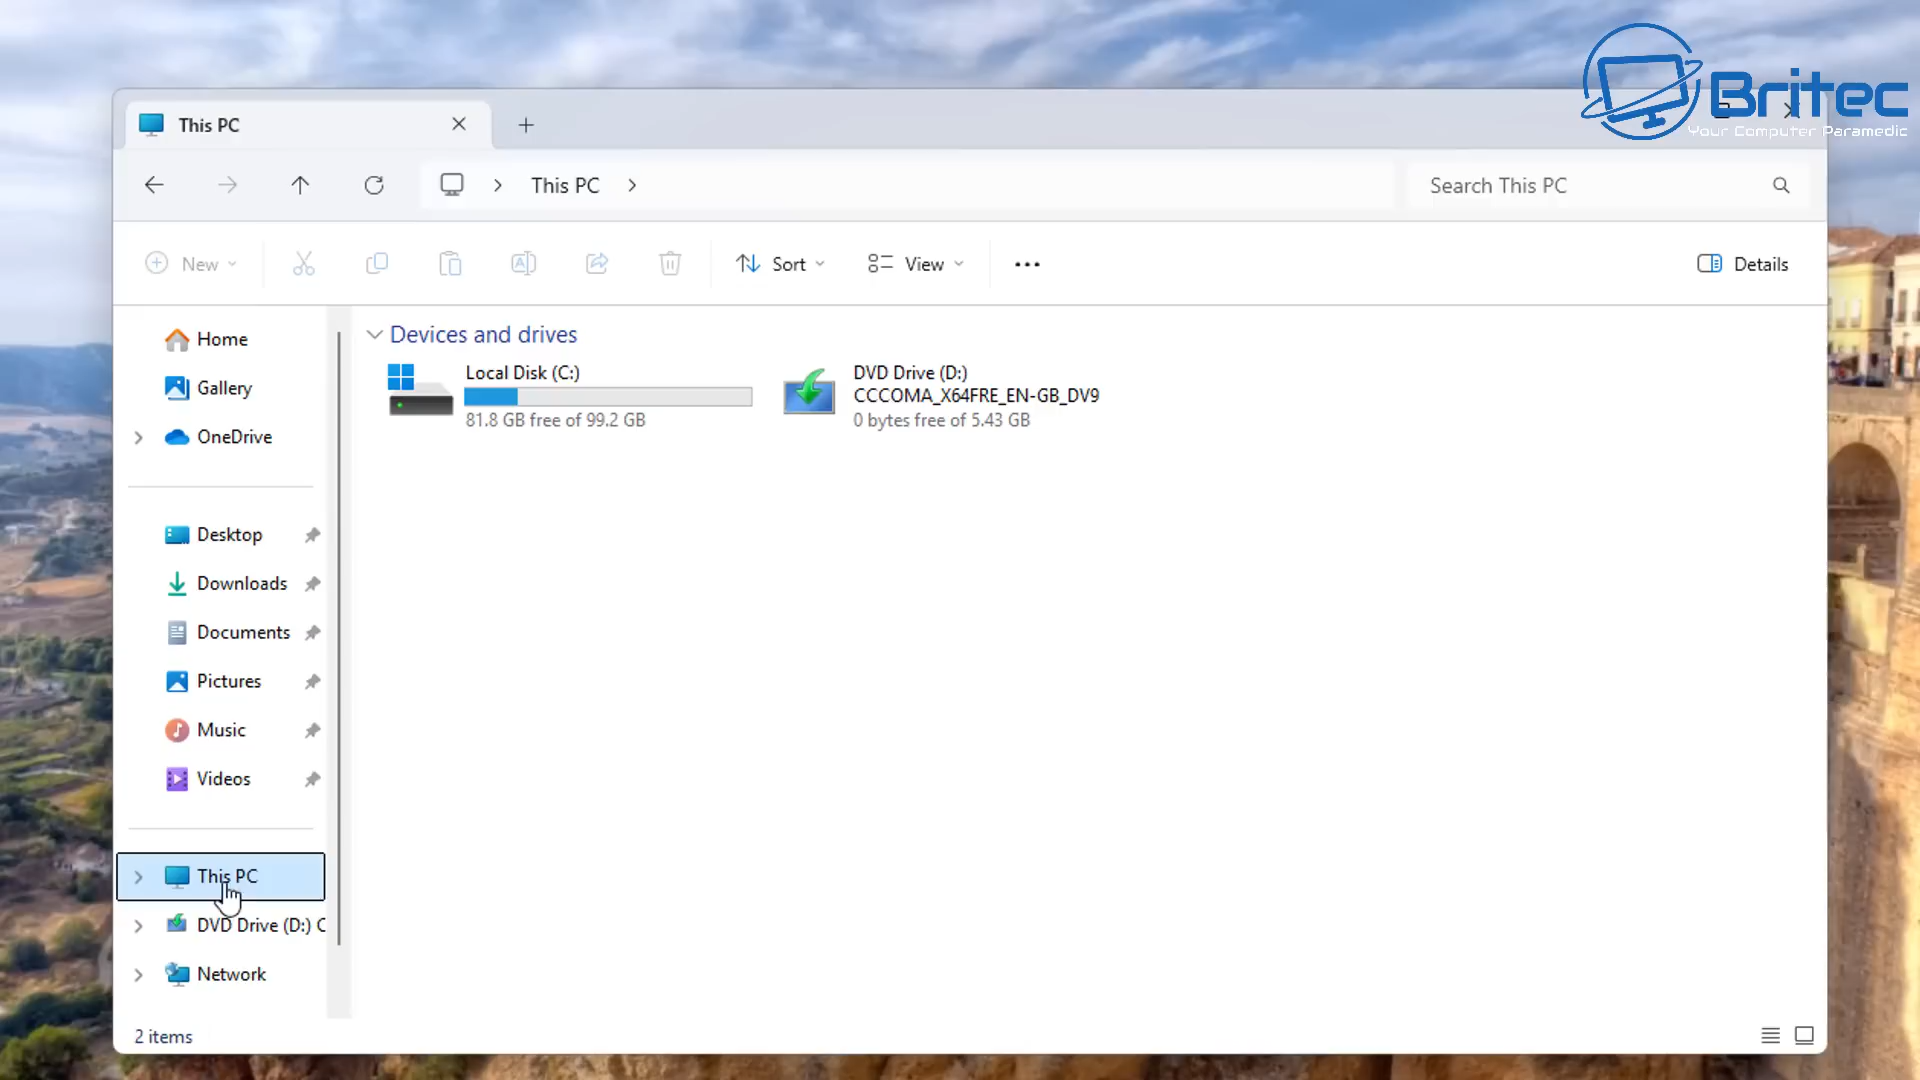 Britec
Your Computer Paramedic
This PC
This PC
Search This PC
New
Sort
View
Details
Home
Gallery
OneDrive
Desktop
Downloads
Documents
Pictures
Music
Videos
This PC
DVD Drive (D:) C
Network
Devices and drives
Local Disk (C:)
81.8 GB free of 99.2 GB
DVD Drive (D:)
CCCOMA_X64FRE_EN-GB_DV9
0 bytes free of 5.43 GB
2 items